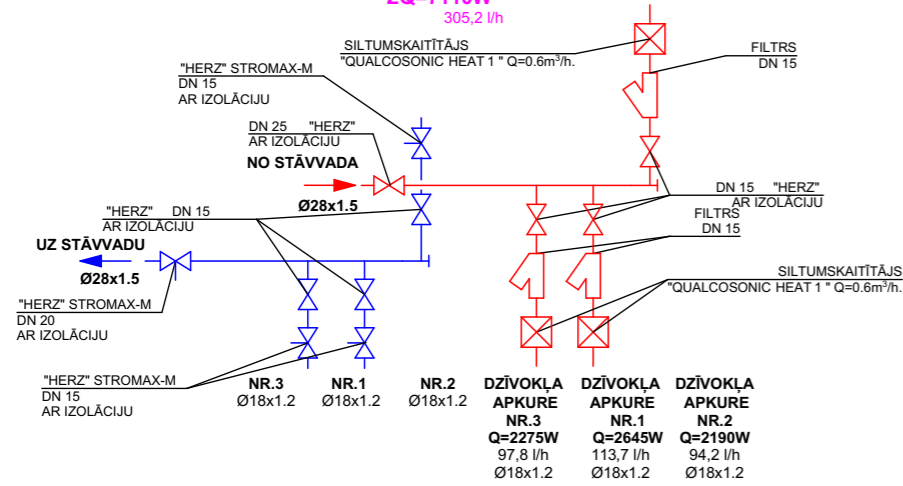 305,2 l/h
SILTUMSKAITĪTĀJS
"QUALCOSONIC HEAT 1 " Q=0.6m³/h.
FILTRS
DN 15
"HERZ" STROMAX-M
DN 15
AR IZOLĀCIJU
DN 25 "HERZ"
AR IZOLĀCIJU
NO STĀVVADA
Ø28x1.5
DN 15 "HERZ"
AR IZOLĀCIJU
FILTRS
DN 15
"HERZ" DN 15
AR IZOLĀCIJU
UZ STĀVVADU
Ø28x1.5
SILTUMSKAITĪTĀJS
"QUALCOSONIC HEAT 1 " Q=0.6m³/h.
"HERZ" STROMAX-M
DN 20
AR IZOLĀCIJU
"HERZ" STROMAX-M
DN 15
AR IZOLĀCIJU
NR.3
Ø18x1.2
NR.1
Ø18x1.2
NR.2
Ø18x1.2
DZĪVOKĻA
APKURE
NR.3
Q=2275W
97,8 l/h
Ø18x1.2
DZĪVOKĻA
APKURE
NR.1
Q=2645W
113,7 l/h
Ø18x1.2
DZĪVOKĻA
APKURE
NR.2
Q=2190W
94,2 l/h
Ø18x1.2